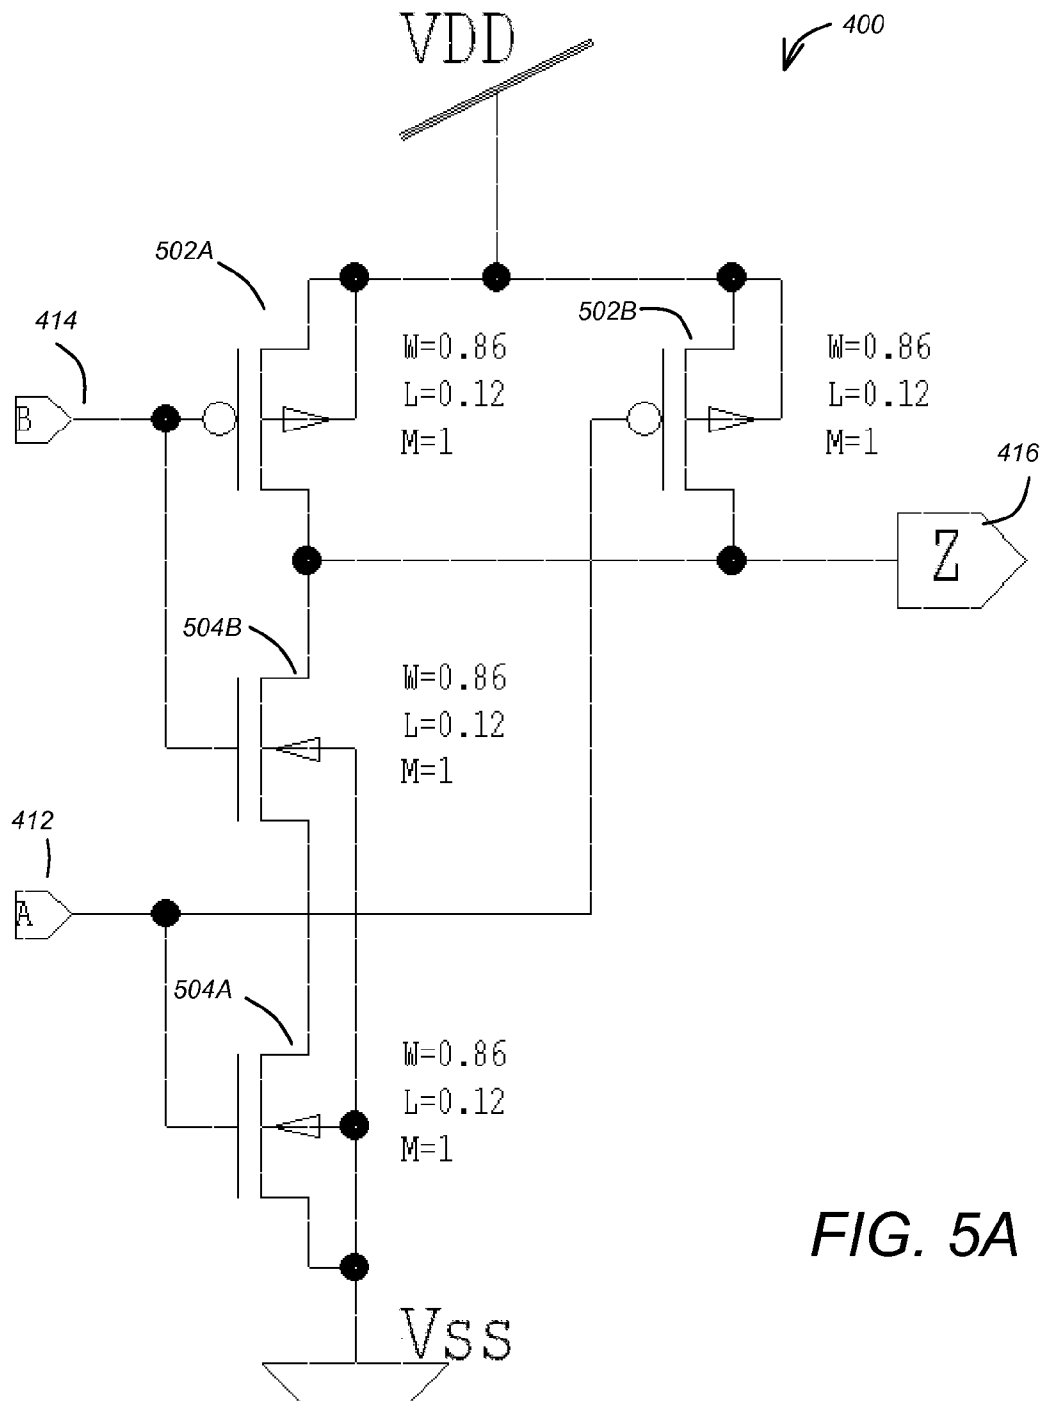 VDD
400
502A
502B
414
W=0.86
L=0.12
M=1
W=0.86
L=0.12
M=1
B
416
Z
504B
W=0.86
L=0.12
M=1
412
A
504A
W=0.86
L=0.12
M=1
FIG. 5A
VSS